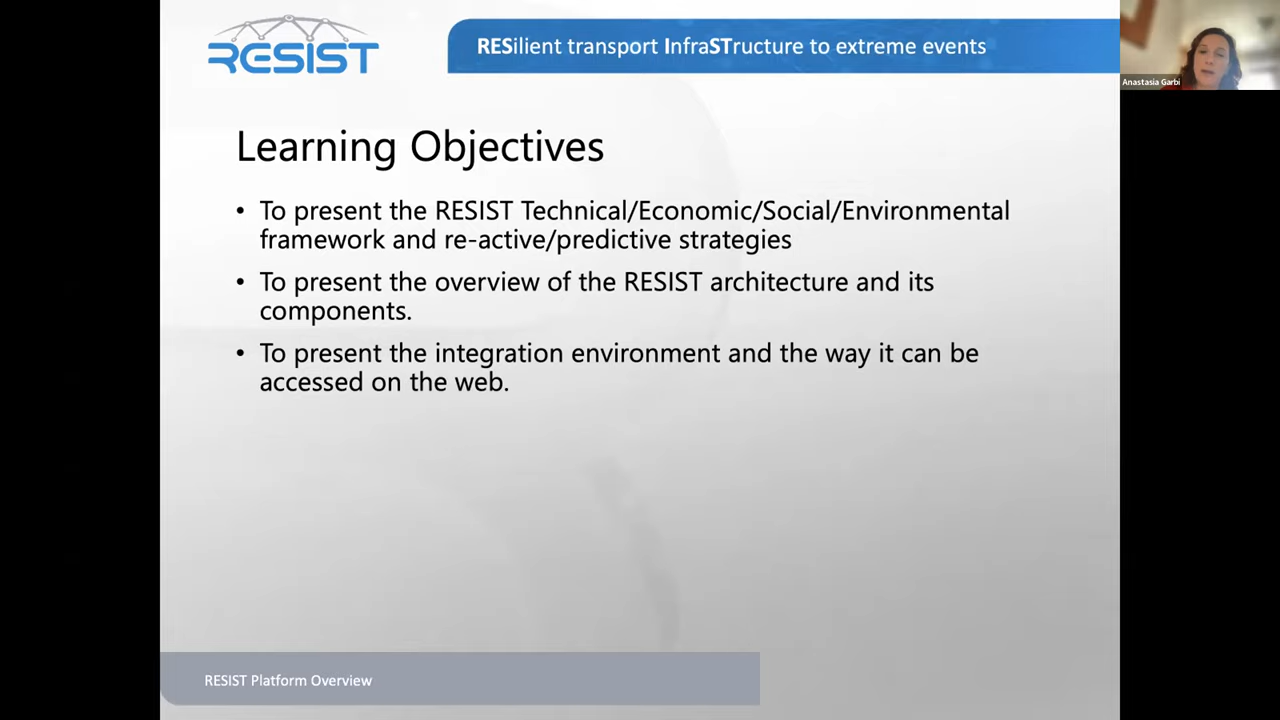 RESIST
RESilient transport InfraSTructure to extreme events
Anastasia Garbi
Learning Objectives
• To present the RESIST Technical/Economic/Social/Environmental
framework and re-active/predictive strategies
• To present the overview of the RESIST architecture and its
components.
• To present the integration environment and the way it can be
accessed on the web.
RESIST Platform Overview